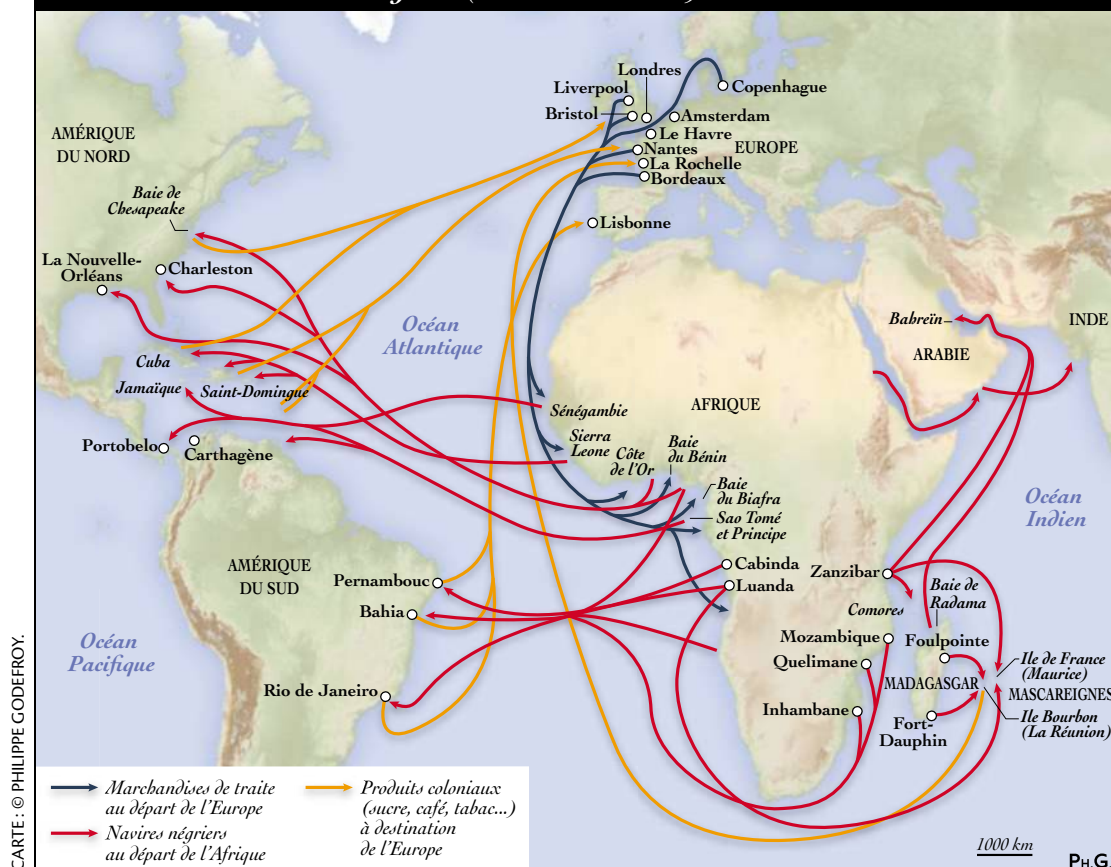 Liverpool
Londres
Bristol
Copenhague
Amsterdam
Le Havre
Nantes
EUROPE
La Rochelle
Bordeaux
Lisbonne
AMÉRIQUE
DU NORD
Baie de
Chesapeake
La Nouvelle-
Orléans
Charleston
Océan
Atlantique
Cuba
Jamaïque
Saint-Domingue
Portobelo
Carthagène
Bahreïn
ARABIE
INDE
AFRIQUE
Sénégambie
Sierra
Leone
Côte
de l'Or
Baie
du Bénin
Baie
du Biafra
Sao Tomé
et Principe
Océan
Indien
AMÉRIQUE
DU SUD
Pernambouc
Bahia
Rio de Janeiro
Océan
Pacifique
Cabinda
Luanda
Zanzibar
Comores
Baie de
Radama
Mozambique
Foulpointe
Quelimane
MADAGASGAR
Inhambane
Fort-
Dauphin
Ile de France
(Maurice)
MASCAREIGNES
Ile Bourbon
(La Réunion)
Marchandises de traite
au départ de l'Europe
Navires négriers
au départ de l'Afrique
Produits coloniaux
(sucre, café, tabac...)
à destination
de l'Europe
1000 km
PH.G.
CARTE : © PHILIPPE GODEFROY.